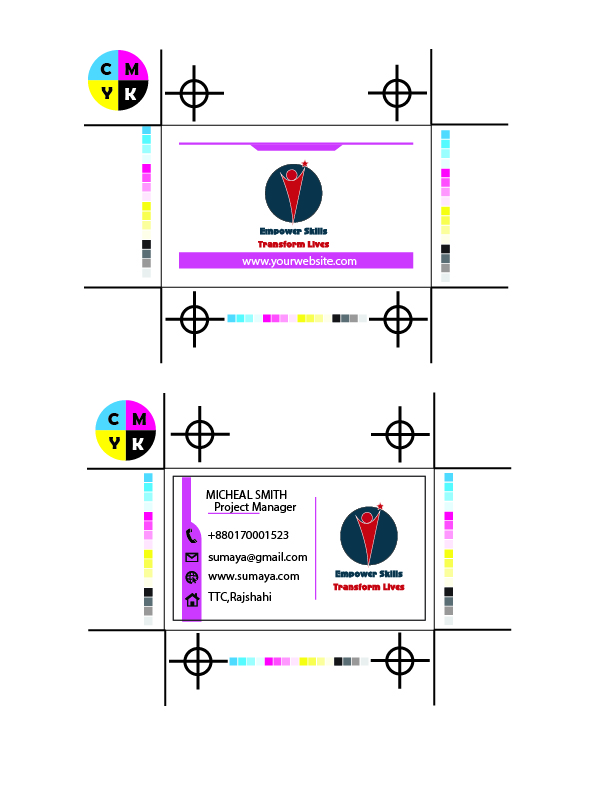 C M
Y K
Empower Skills
Transform Lives
www.yourwebsite.com
C M
Y K
MICHEAL SMITH
Project Manager
+880170001523
sumaya@gmail.com
www.sumaya.com
TTC,Rajshahi
Empower Skills
Transform Lives